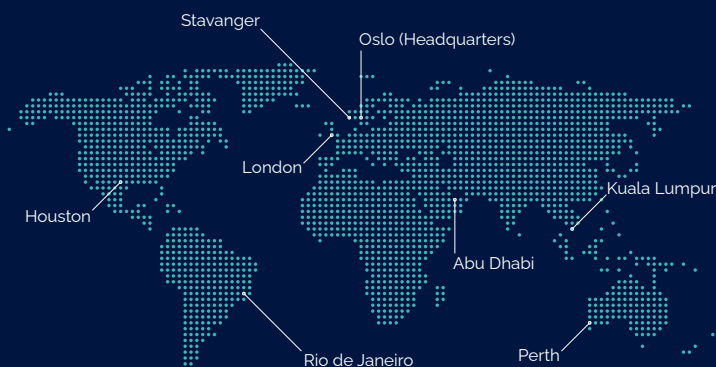 Stavanger
Oslo (Headquarters)
London
Kuala Lumpur
Houston
Abu Dhabi
Rio de Janeiro
Perth